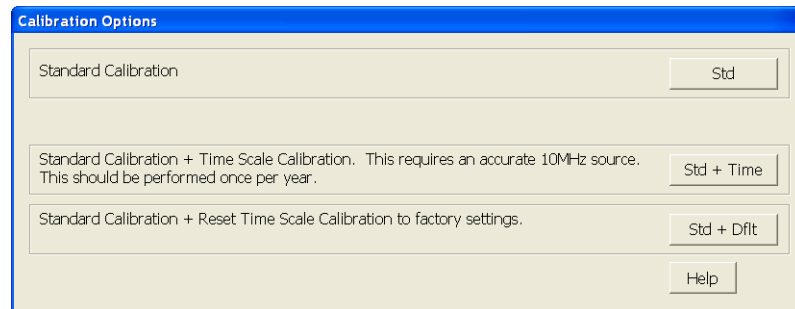 Calibration Options
Standard Calibration
Std
Standard Calibration + Time Scale Calibration.  This requires an accurate 10MHz source.
This should be performed once per year.
Std + Time
Standard Calibration + Reset Time Scale Calibration to factory settings.
Std + Dflt
Help